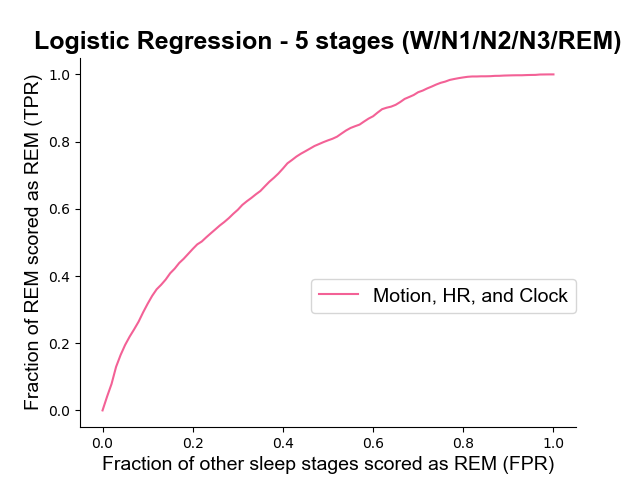 Logistic Regression - 5 stages (W/N1/N2/N3/REM)
Fraction of REM scored as REM (TPR)
1.0
0.8
0.6
0.4
0.2
0.0
Motion, HR, and Clock
0.0 0.2 0.4 0.6 0.8 1.0
Fraction of other sleep stages scored as REM (FPR)